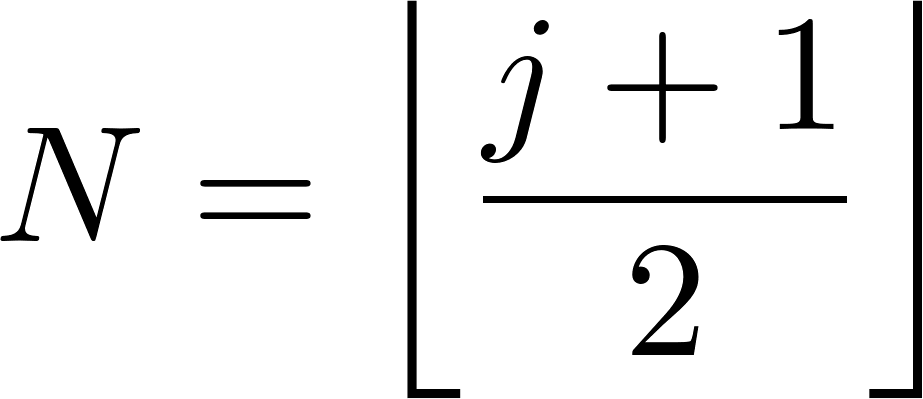 N = ⌊(j + 1)/2⌋